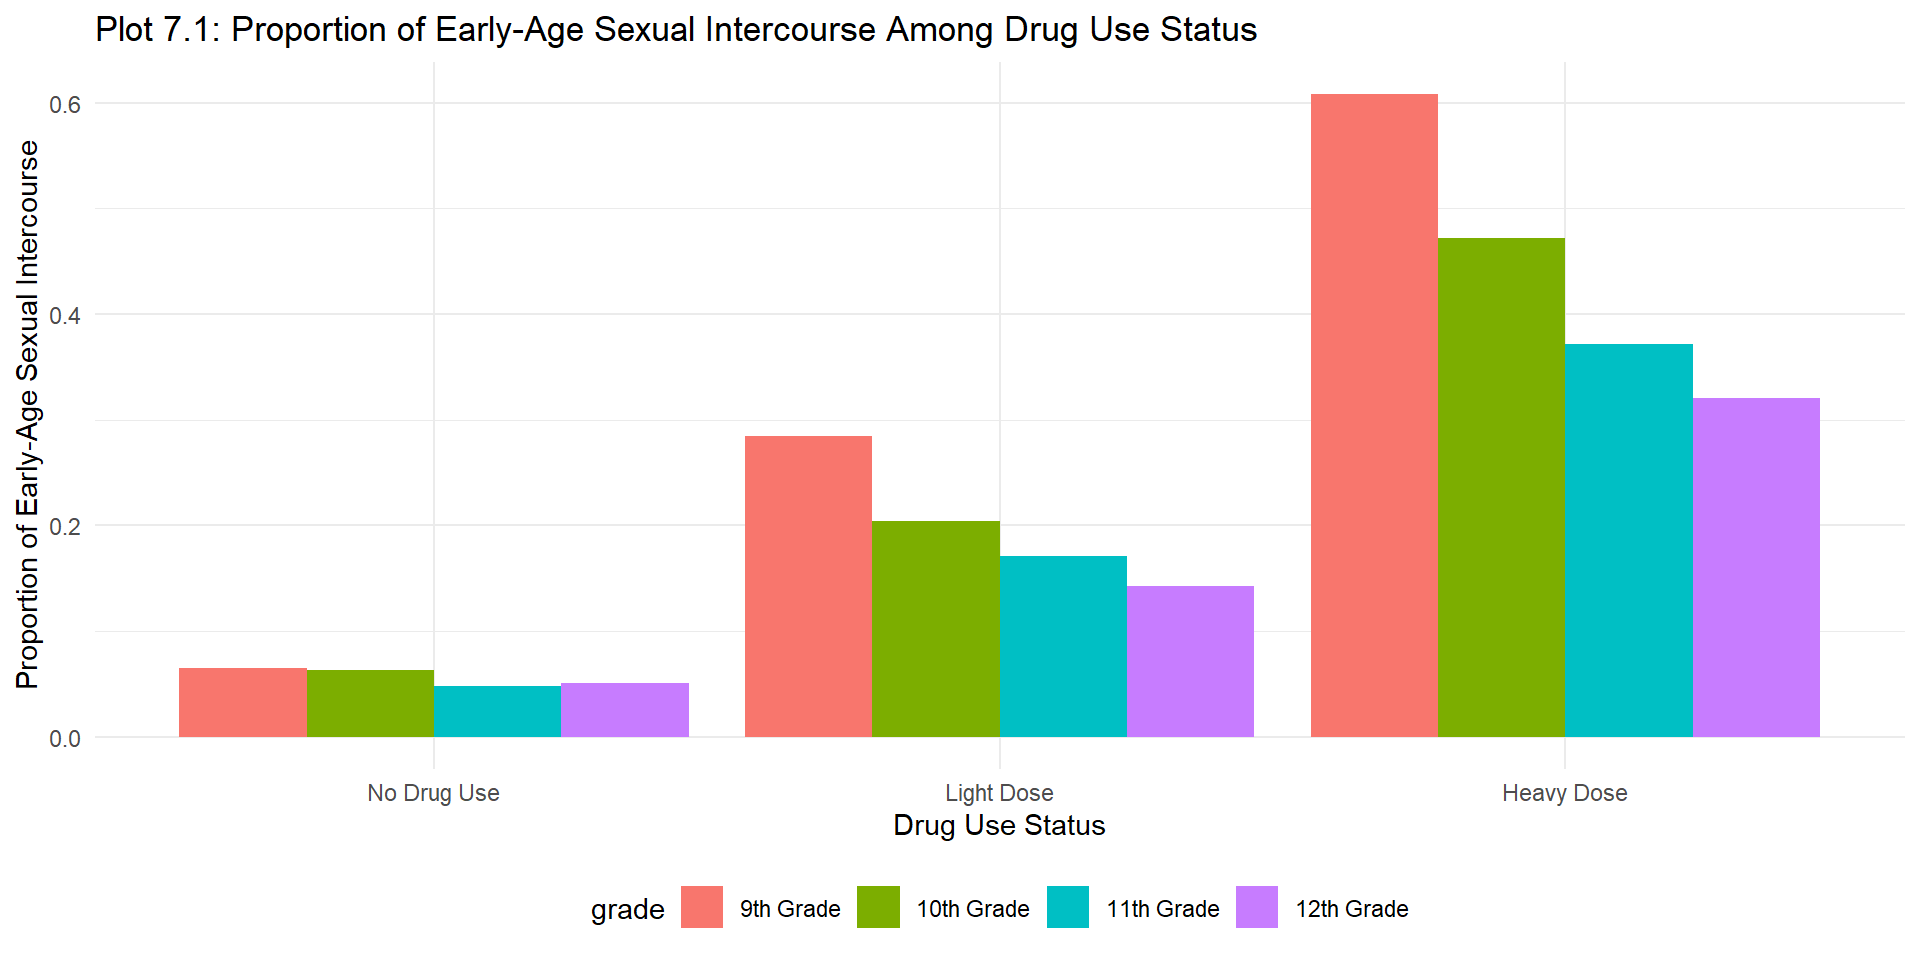 Plot 7.1: Proportion of Early-Age Sexual Intercourse Among Drug Use Status
Proportion of Early-Age Sexual Intercourse
0.6
0.4
0.2
0.0
No Drug Use
Light Dose
Heavy Dose
Drug Use Status
grade
9th Grade
10th Grade
11th Grade
12th Grade